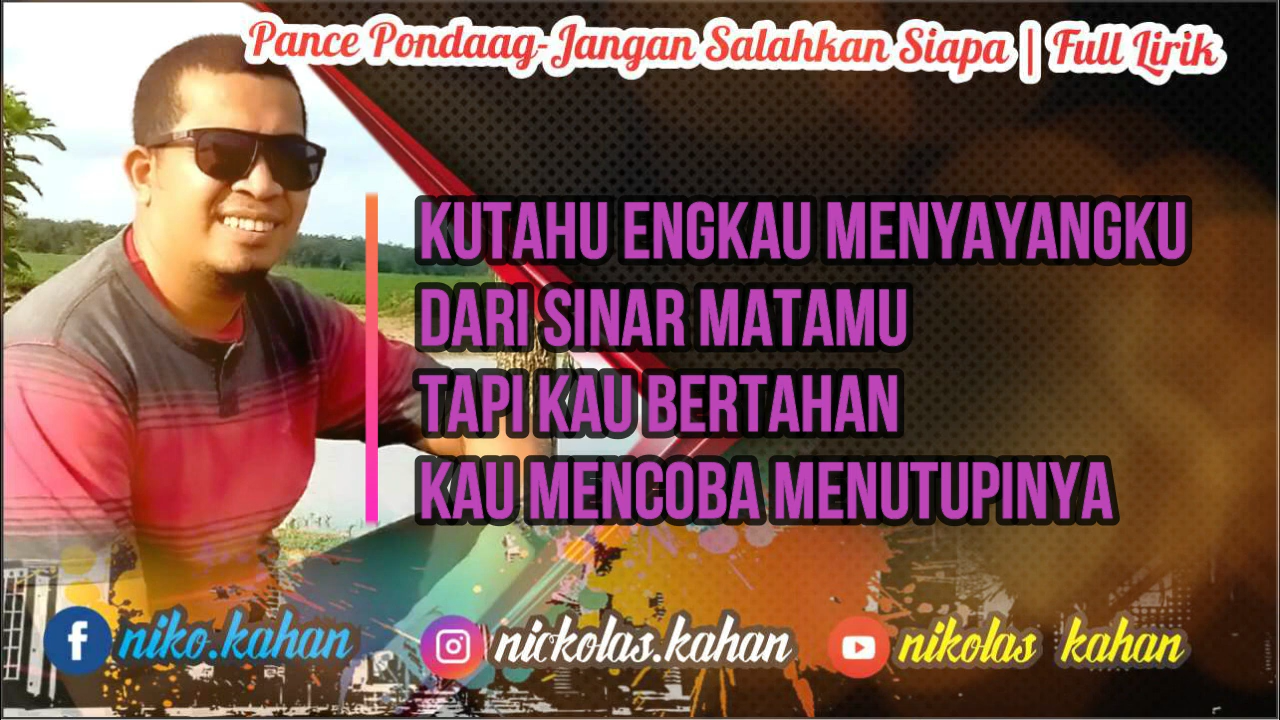 Pance Pondaag-Jangan Salahkan Siapa | Full Lirik
KUTAHU ENGKAU MENYAYANGKU
DARI SINAR MATAMU
TAPI KAU BERTAHAN
KAU MENCOBA MENUTUPINYA
niko.kahan nickolas.kahan nikolas kahan